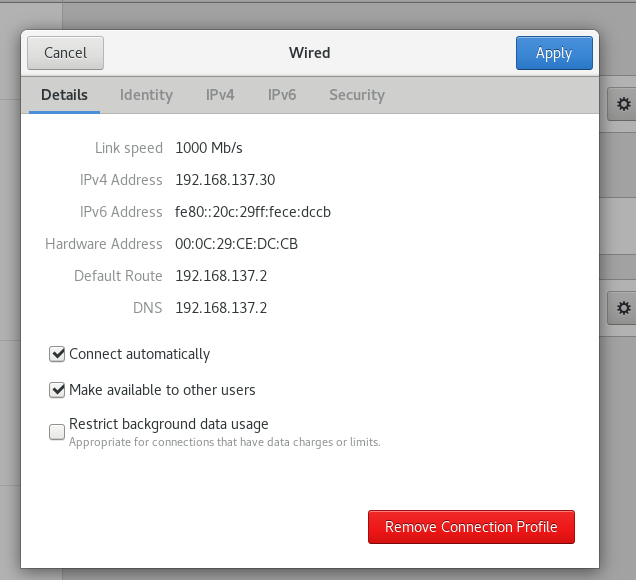 Cancel Wired Apply
Details Identity IPv4 IPv6 Security
Link speed 1000 Mb/s
IPv4 Address 192.168.137.30
IPv6 Address fe80::20c:29ff:fece:dccb
Hardware Address 00:0C:29:CE:DC:CB
Default Route 192.168.137.2
DNS 192.168.137.2
Connect automatically
Make available to other users
Restrict background data usage
Appropriate for connections that have data charges or limits.
Remove Connection Profile